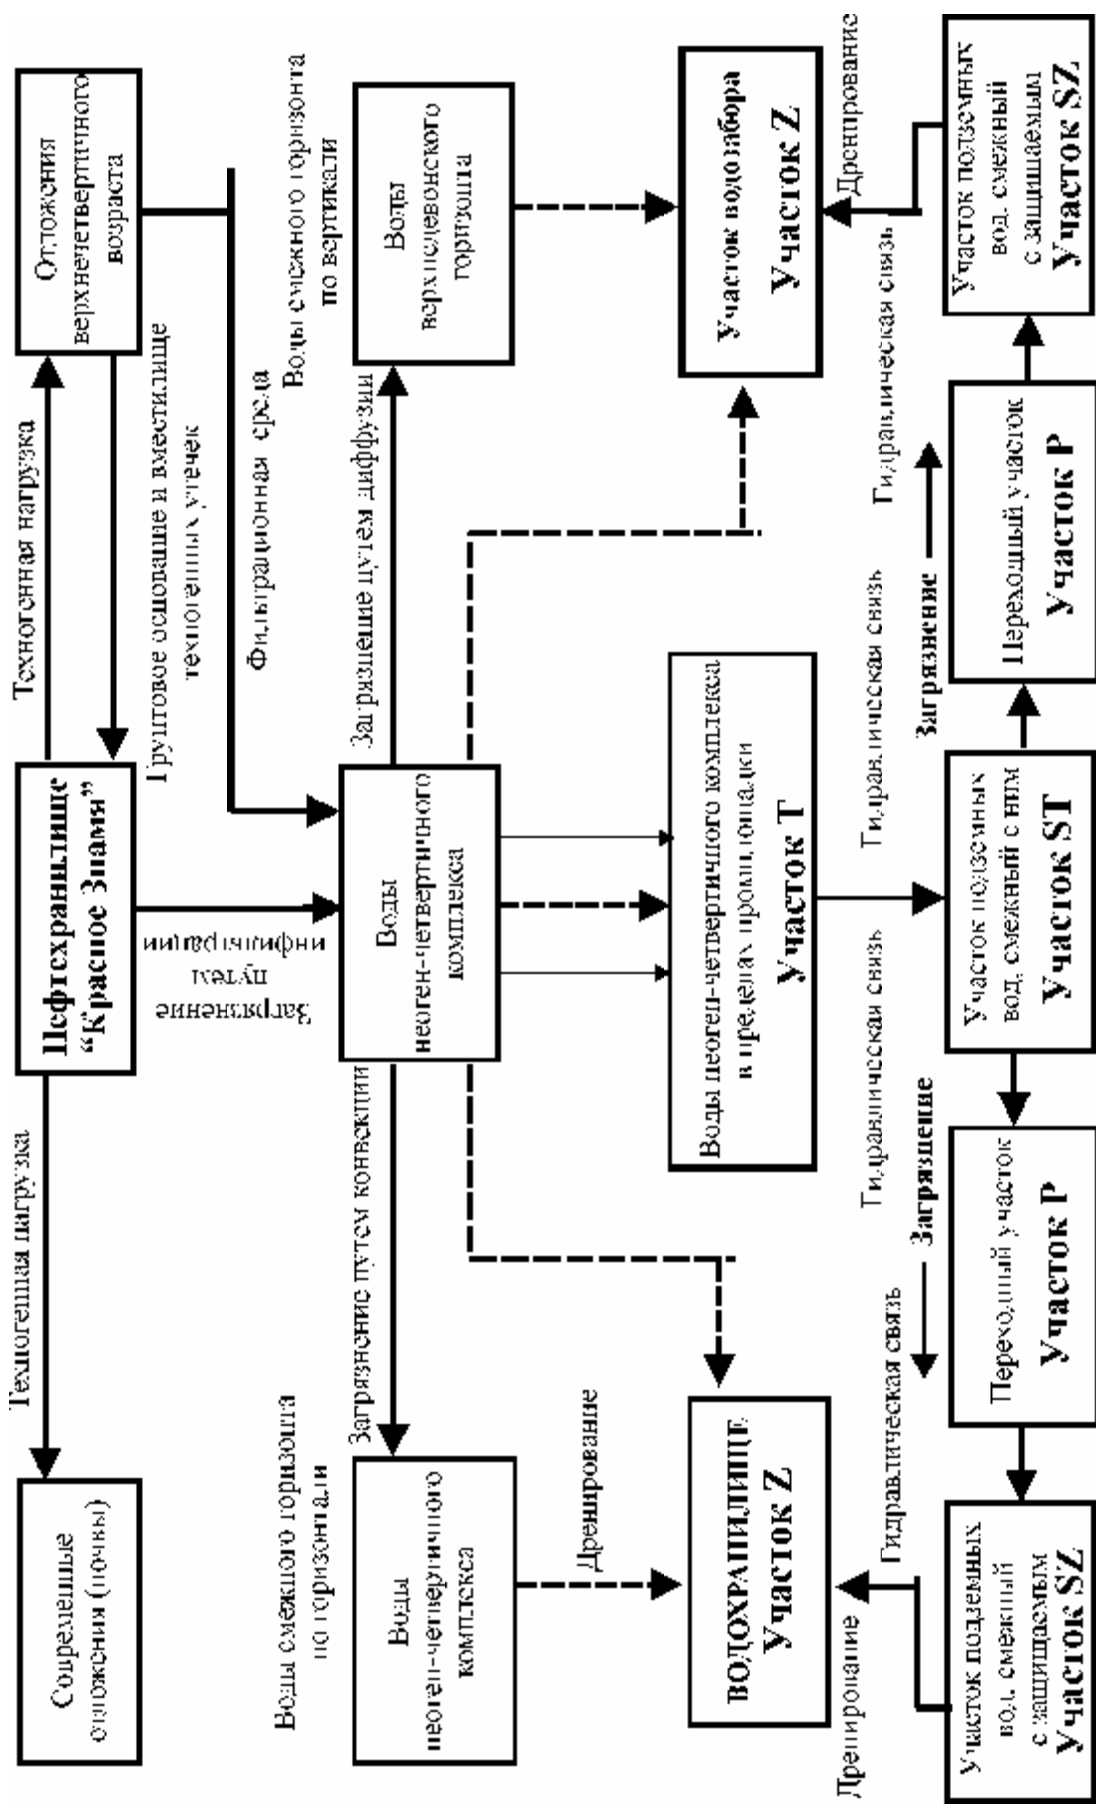 Современные
отложения (почвы)
Техногенная нагрузка
Нефтехранилище
“Красное Знамя”
Техногенная нагрузка
Отложения
верхнечетвертичного
возраста
Грунтовое основание и вместилище
техногенных утечек
Фильтрационная среда
Загрязнение
путем
инфильтрации
Воды смежного горизонта
по горизонтали
Воды смежного горизонта
по вертикали
Воды
неоген-четвертичного
комплекса
Загрязнение путем конвекции
Воды
неоген-четвертичного
комплекса
Загрязнение путем диффузии
Воды
верхнедевонского
горизонта
Дренирование
ВОДОХРАНИЛИЩЕ
Участок Z
Воды неоген-четвертичного комплекса
в пределах промплощадки
Участок T
Участок водозабора
Участок Z
Дренирование
Гидравлическая связь
Загрязнение
Гидравлическая связь
Гидравлическая связь
Загрязнение
Гидравлическая связь
Гидравлическая связь
Дренирование
Участок подземных
вод, смежный
с защищаемым
Участок SZ
Переходный участок
Участок P
Участок подземных
вод, смежный с ним
Участок ST
Переходный участок
Участок P
Участок подземных
вод, смежный
с защищаемым
Участок SZ